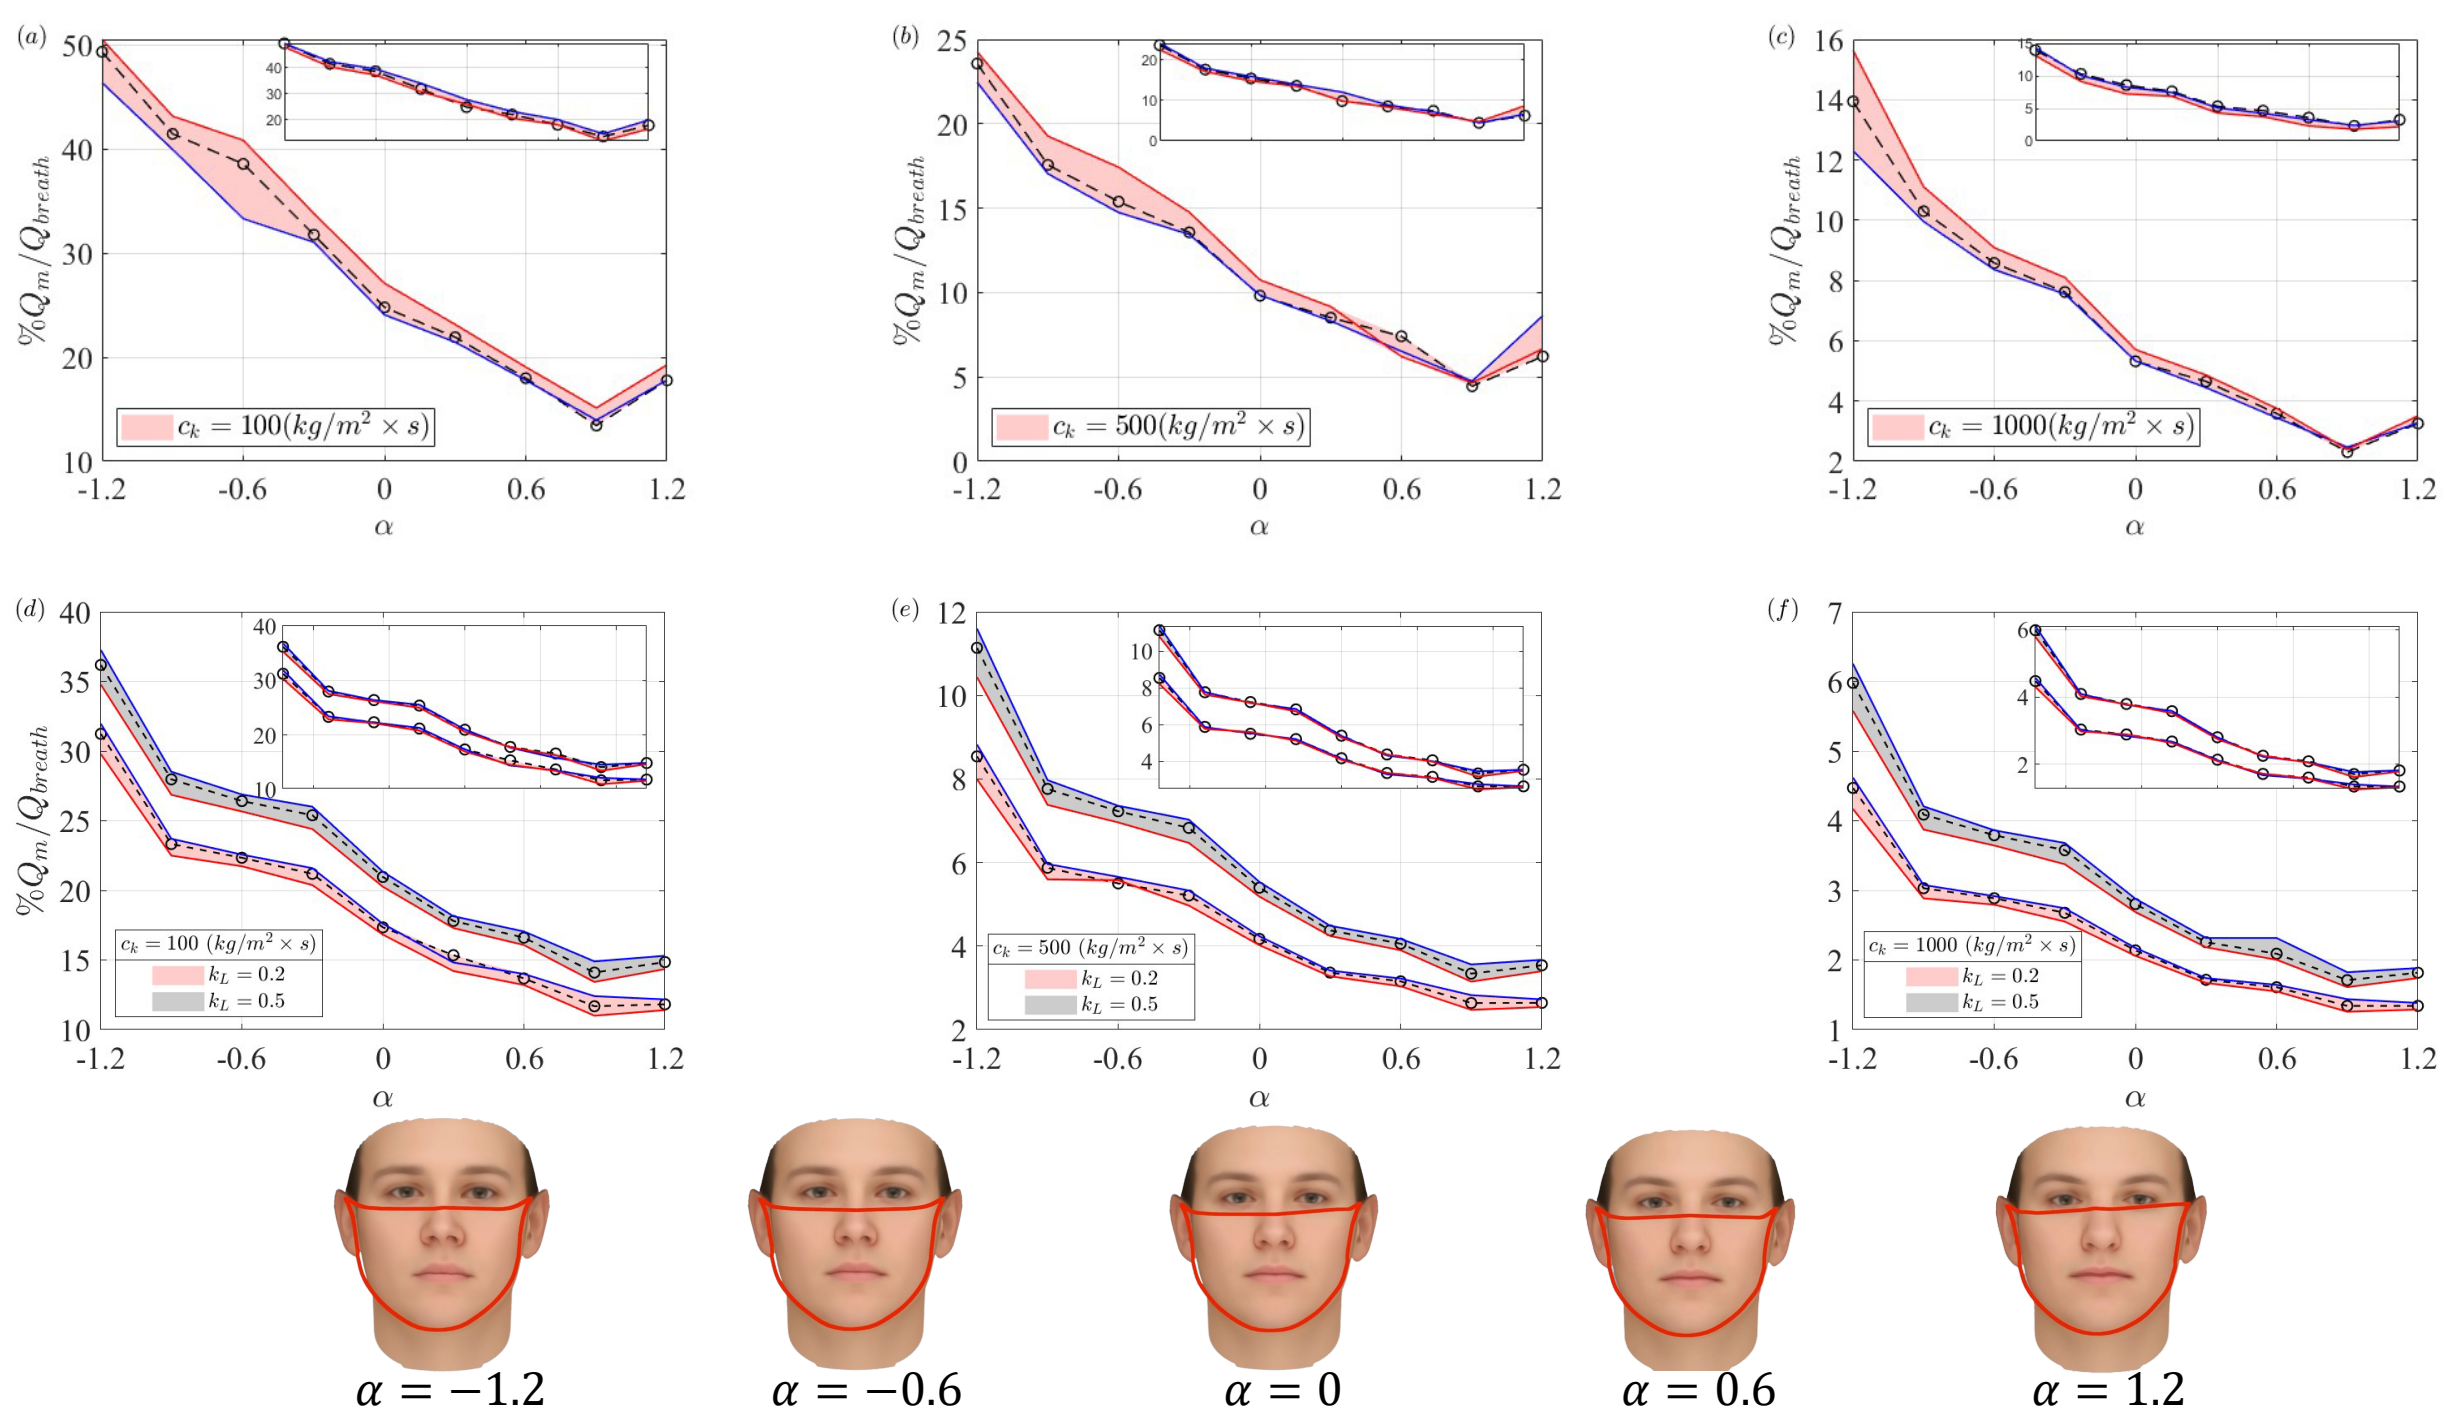 (a)
%Q_m/Q_breath
50
40
30
20
10
40
30
20
c_k = 100(kg/m² × s)
-1.2 -0.6 0 0.6 1.2
α
(b)
%Q_m/Q_breath
25
20
15
10
5
0
20
10
0
c_k = 500(kg/m² × s)
-1.2 -0.6 0 0.6 1.2
α
(c)
%Q_m/Q_breath
16
14
12
10
8
6
4
2
15
10
5
0
c_k = 1000(kg/m² × s)
-1.2 -0.6 0 0.6 1.2
α
(d)
%Q_m/Q_breath
40
35
30
25
20
15
10
40
30
20
10
c_k = 100 (kg/m² × s)
k_L = 0.2
k_L = 0.5
-1.2 -0.6 0 0.6 1.2
α
(e)
12
10
8
6
4
2
10
8
6
4
c_k = 500 (kg/m² × s)
k_L = 0.2
k_L = 0.5
-1.2 -0.6 0 0.6 1.2
α
(f)
7
6
5
4
3
2
1
6
4
2
c_k = 1000 (kg/m² × s)
k_L = 0.2
k_L = 0.5
-1.2 -0.6 0 0.6 1.2
α
α = −1.2 α = −0.6 α = 0 α = 0.6 α = 1.2